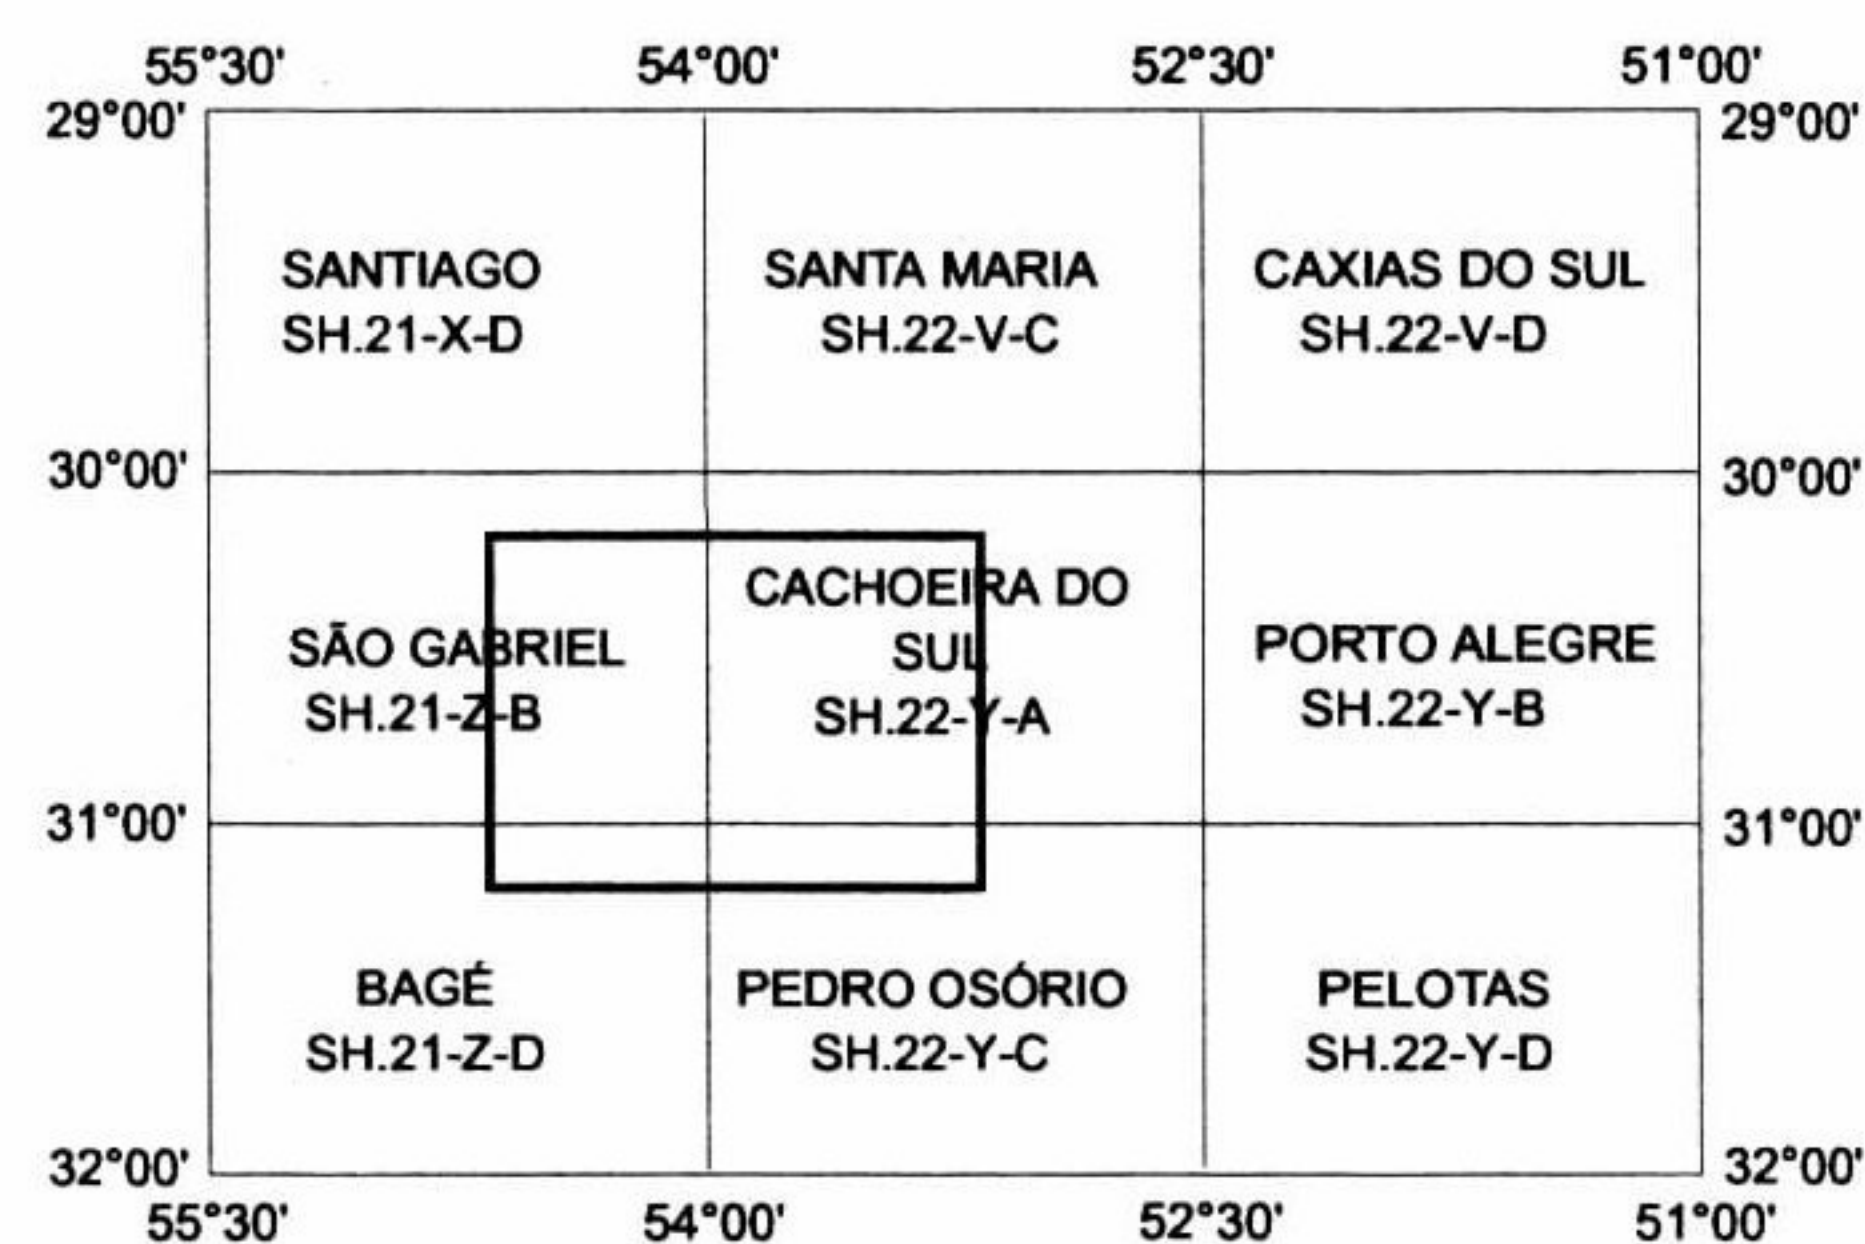 55°30' 54°00' 52°30' 51°00'
29°00' 29°00'
SANTIAGO SANTA MARIA CAXIAS DO SUL
SH.21-X-D SH.22-V-C SH.22-V-D
30°00' 30°00'
CACHOEIRA DO
SÃO GABRIEL SUL PORTO ALEGRE
SH.21-Z-B SH.22-Y-A SH.22-Y-B
31°00' 31°00'
BAGÉ PEDRO OSÓRIO PELOTAS
SH.21-Z-D SH.22-Y-C SH.22-Y-D
32°00' 32°00'
55°30' 54°00' 52°30' 51°00'